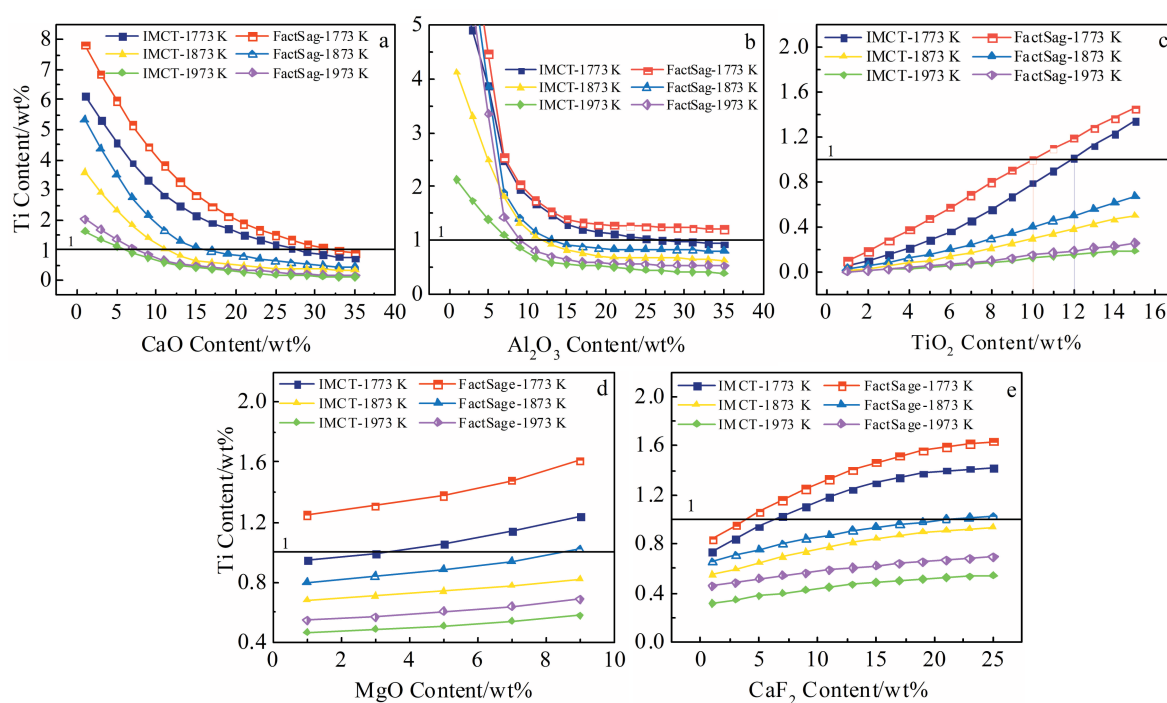 IMCT-1773 K FactSag-1773 K a
IMCT-1873 K FactSag-1873 K
IMCT-1973 K FactSag-1973 K
8
7
6
5
4
3
2
1
0
1
0 5 10 15 20 25 30 35 40
CaO Content/wt%
Ti Content/wt%
b
IMCT-1773 K FactSag-1773 K
IMCT-1873 K FactSag-1873 K
IMCT-1973 K FactSag-1973 K
5
4
3
2
1
0
1
0 5 10 15 20 25 30 35 40
Al₂O₃ Content/wt%
IMCT-1773 K FactSag-1773 K c
IMCT-1873 K FactSag-1873 K
IMCT-1973 K FactSag-1973 K
2.0
1.6
1.2
0.8
0.4
0.0
1
0 2 4 6 8 10 12 14 16
TiO₂ Content/wt%
IMCT-1773 K FactSage-1773 K d
IMCT-1873 K FactSage-1873 K
IMCT-1973 K FactSage-1973 K
2.0
1.6
1.2
0.8
0.4
1
0 2 4 6 8 10
MgO Content/wt%
Ti Content/wt%
IMCT-1773 K FactSage-1773 K e
IMCT-1873 K FactSage-1873 K
IMCT-1973 K FactSage-1973 K
2.0
1.6
1.2
0.8
0.4
0.0
1
0 5 10 15 20 25
CaF₂ Content/wt%